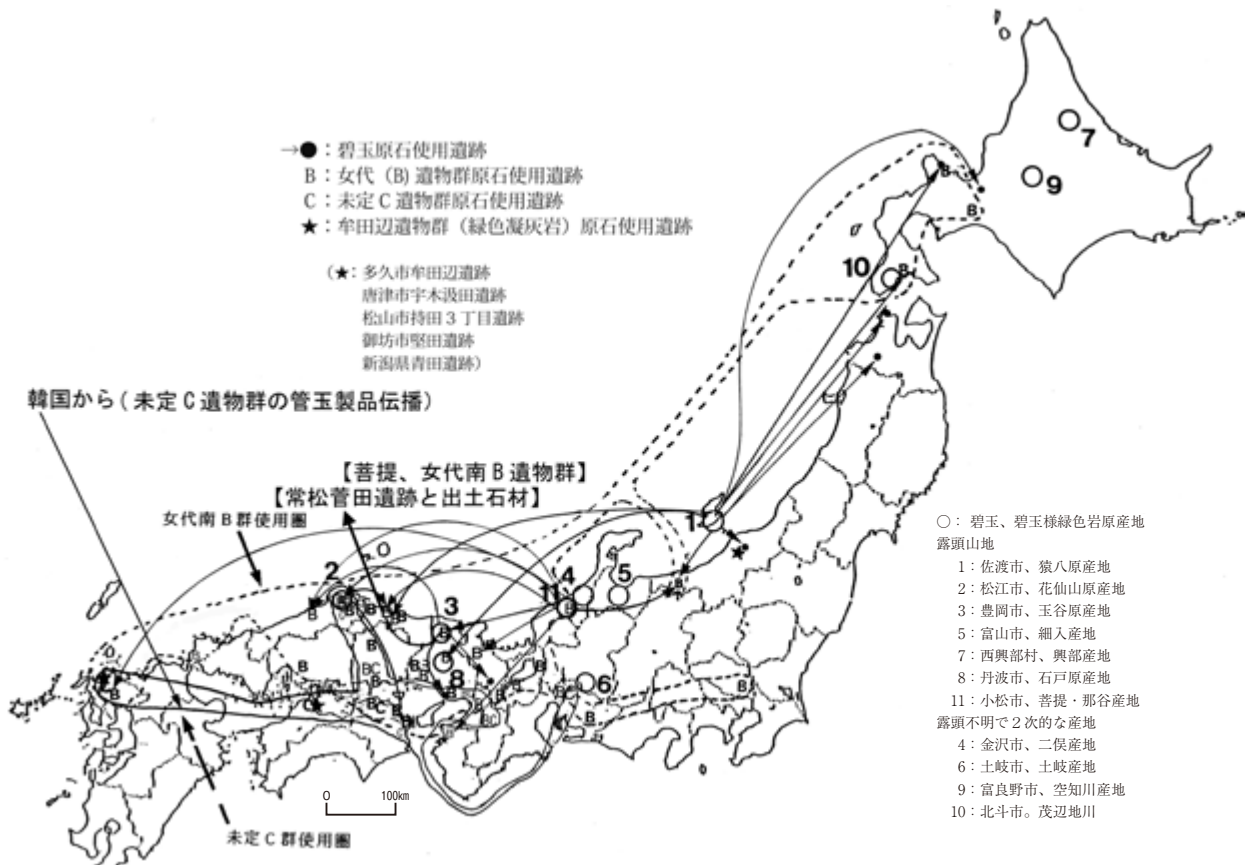 →●：碧玉原石使用遺跡
B：女代（B）遺物群原石使用遺跡
C：未定C遺物群原石使用遺跡
★：牟田辺遺物群（緑色凝灰岩）原石使用遺跡
（★：多久市牟田辺遺跡
唐津市宇木汲田遺跡
松山市持田３丁目遺跡
御坊市堅田遺跡
新潟県青田遺跡）
韓国から(未定C遺物群の管玉製品伝播)
【菩提、女代南B遺物群】
【常松菅田遺跡と出土石材】
女代南B群使用圏
未定C群使用圏
0 100km
7
9
10
1
2
3
4
5
11
8
6
○：碧玉、碧玉様緑色岩原産地
露頭山地
1：佐渡市、猿八原産地
2：松江市、花仙山原産地
3：豊岡市、玉谷原産地
5：富山市、細入産地
7：西興部村、興部産地
8：丹波市、石戸原産地
11：小松市、菩提・那谷産地
露頭不明で２次的な産地
4：金沢市、二俣産地
6：土岐市、土岐産地
9：富良野市、空知川産地
10：北斗市。茂辺地川